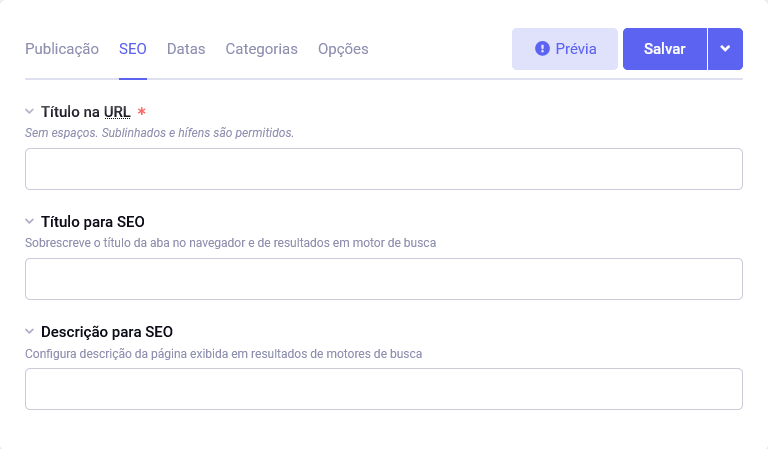 Publicação SEO Datas Categorias Opções Prévia Salvar
Título na URL *
Sem espaços. Sublinhados e hífens são permitidos.
Título para SEO
Sobrescreve o título da aba no navegador e de resultados em motor de busca
Descrição para SEO
Configura descrição da página exibida em resultados de motores de busca